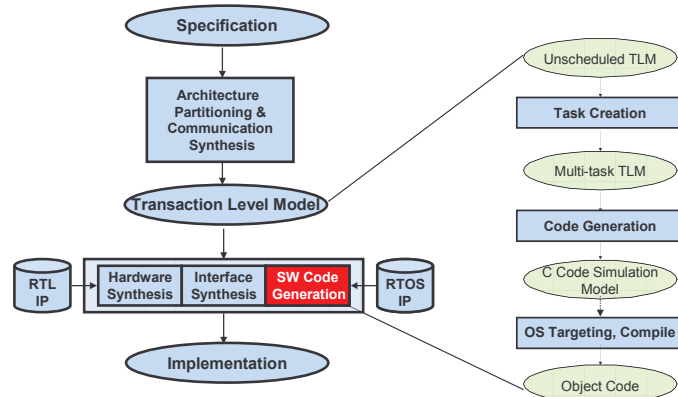 Specification
Architecture
Partitioning &
Communication
Synthesis
Transaction Level Model
RTL
IP
Hardware
Synthesis
Interface
Synthesis
SW Code
Generation
RTOS
IP
Implementation
Unscheduled TLM
Task Creation
Multi-task TLM
Code Generation
C Code Simulation
Model
OS Targeting, Compile
Object Code